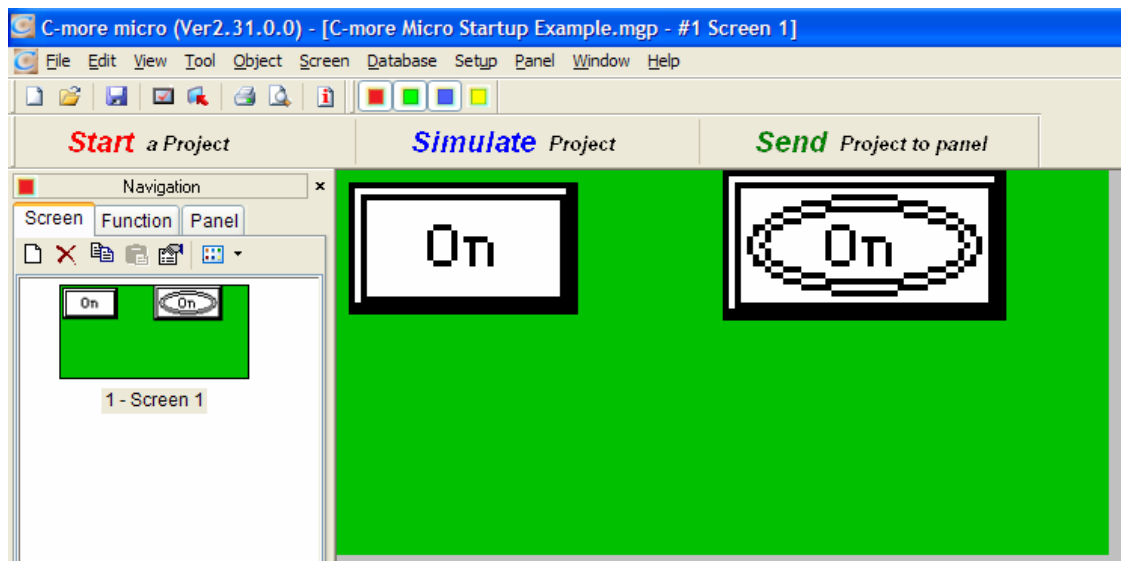 C-more micro (Ver2.31.0.0) - [C-more Micro Startup Example.mgp - #1 Screen 1]
File Edit View Tool Object Screen Database Setup Panel Window Help
Start a Project Simulate Project Send Project to panel
Navigation
Screen Function Panel
On On
1 - Screen 1
On On